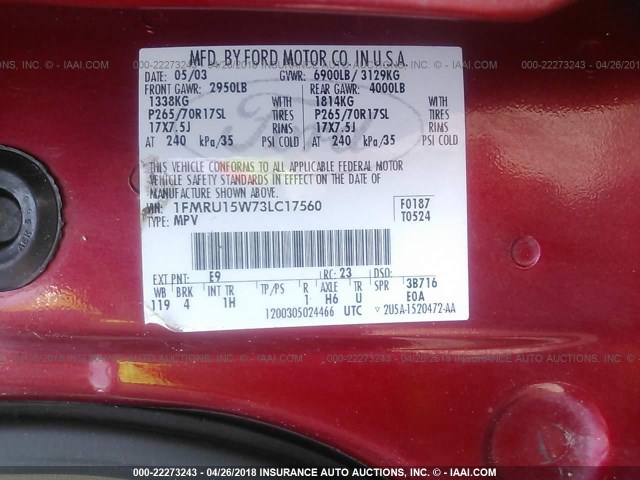 MFD. BY FORD MOTOR CO. IN U.S.A.
DATE: 05/03 GVWR: 6900LB/ 3129KG
FRONT GAWR: 2950LB REAR GAWR: 4000LB
1338KG WITH 1814KG WITH
P265/70R17SL TIRES P265/70R17SL TIRES
17X7.5J RIMS 17X7.5J RIMS
AT 240 kPa/35 PSI COLD AT 240 kPa/35 PSI COLD
THIS VEHICLE CONFORMS TO ALL APPLICABLE FEDERAL MOTOR
VEHICLE SAFETY STANDARDS IN EFFECT ON THE DATE OF
MANUFACTURE SHOWN ABOVE.
VIN: 1FMRU15W73LC17560 F0187
TYPE: MPV T0524
EXT PNT: E9 RC: 23 DSO:
WB BRK INT TR TP/PS R AXLE TR SPR 3B716
119 4 1H 1 H6 U E0A
1200305024466 UTC ▽ 2U5A-1520472-AA
Ford
000-22273243 - 04/26/2018 INSURANCE AUTO AUCTIONS, INC. - IAAI.COM